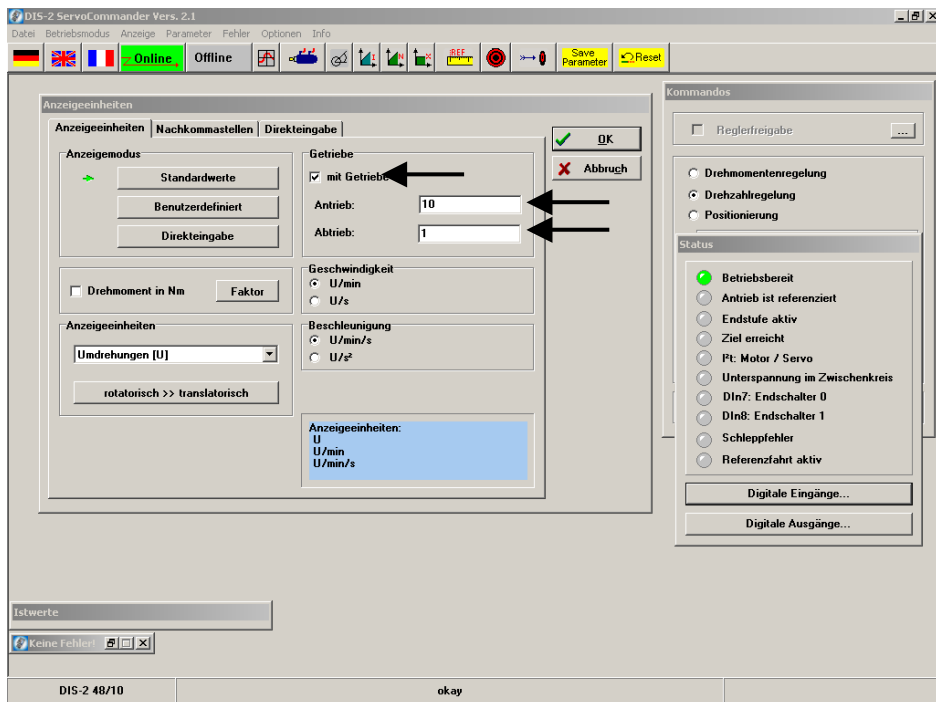 DIS-2 ServoCommander Vers. 2.1
Datei Betriebsmodus Anzeige Parameter Fehler Optionen Info
Online Offline REF Save Parameter Reset
Anzeigeeinheiten
Anzeigeeinheiten Nachkommastellen Direkteingabe
Anzeigemodus
Standardwerte
Benutzerdefiniert
Direkteingabe
Drehmoment in Nm Faktor
Anzeigeeinheiten
Umdrehungen [U]
rotatorisch >> translatorisch
Getriebe
mit Getriebe
Antrieb: 10
Abtrieb: 1
Geschwindigkeit
U/min
U/s
Beschleunigung
U/min/s
U/s²
Anzeigeeinheiten:
U
U/min
U/min/s
OK
Abbruch
Kommandos
Reglerfreigabe ...
Drehmomentenregelung
Drehzahlregelung
Positionierung
Status
Betriebsbereit
Antrieb ist referenziert
Endstufe aktiv
Ziel erreicht
I²t: Motor / Servo
Unterspannung im Zwischenkreis
DIn7: Endschalter 0
DIn8: Endschalter 1
Schleppfehler
Referenzfahrt aktiv
Digitale Eingänge...
Digitale Ausgänge...
Istwerte
Keine Fehler!
DIS-2 48/10 okay